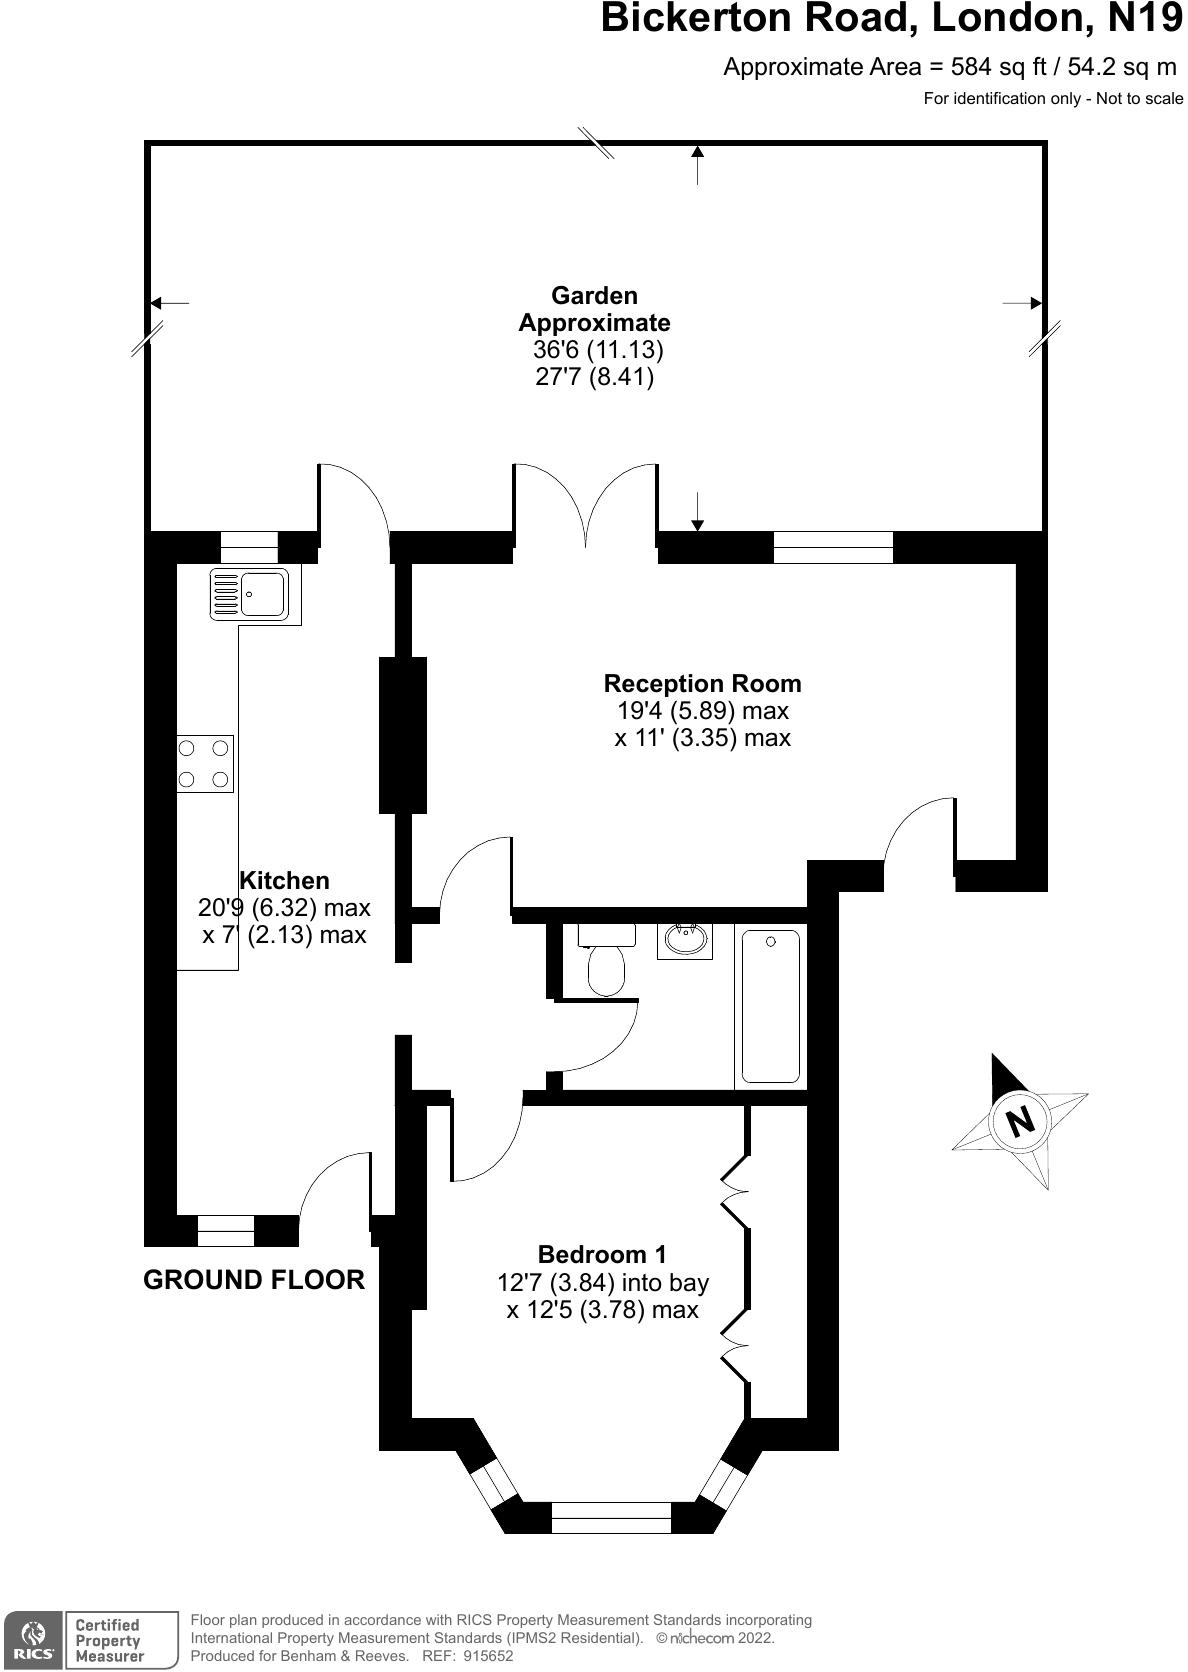 Bickerton Road, London, N19
Approximate Area = 584 sq ft / 54.2 sq m
For identification only - Not to scale
Garden
Approximate
36'6 (11.13)
27'7 (8.41)
Reception Room
19'4 (5.89) max
x 11' (3.35) max
Kitchen
20'9 (6.32) max
x 7' (2.13) max
N
Bedroom 1
12'7 (3.84) into bay
x 12'5 (3.78) max
GROUND FLOOR
RICS
Certified
Property
Measurer
Floor plan produced in accordance with RICS Property Measurement Standards incorporating
International Property Measurement Standards (IPMS2 Residential). © nichecom 2022.
Produced for Benham & Reeves. REF: 915652